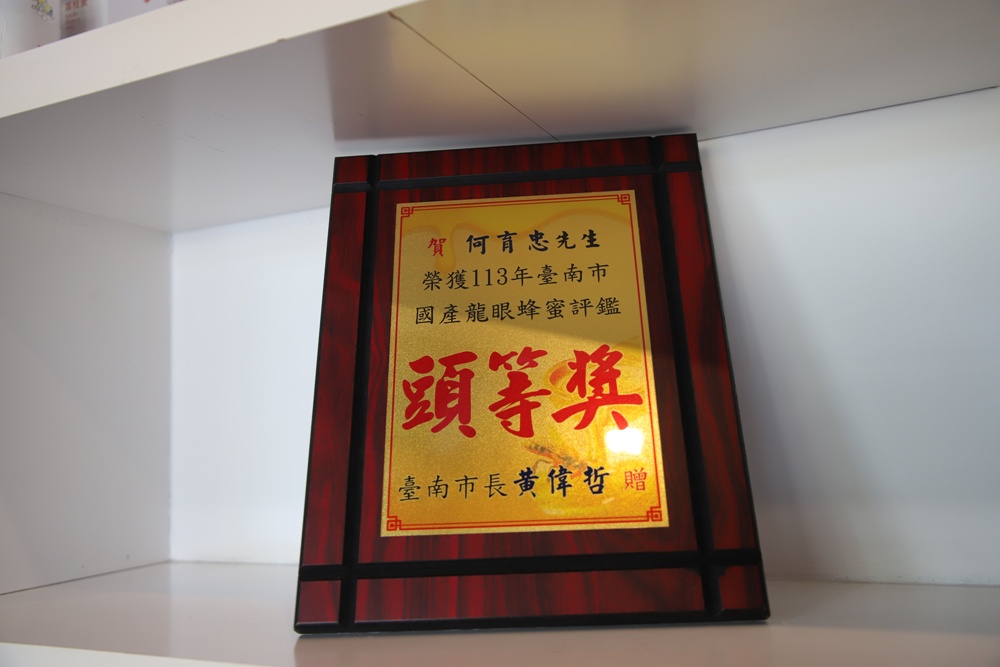 賀 何育忠先生
榮獲113年臺南市
國產龍眼蜂蜜評鑑
頭等獎
臺南市長黃偉哲 贈